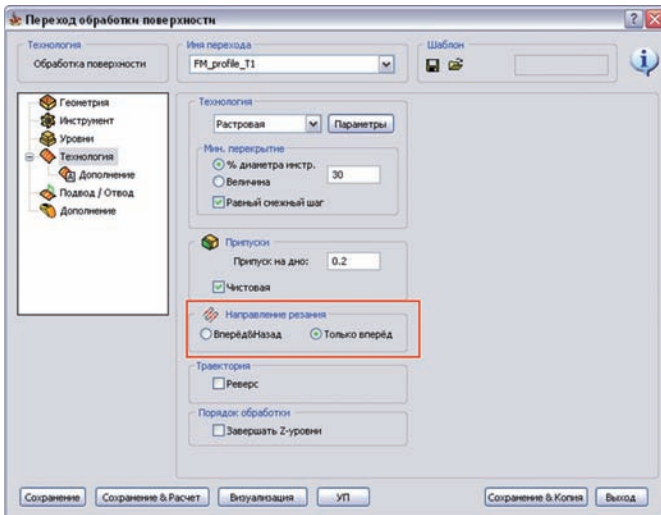 Переход обработки поверхности
Технология
Обработка поверхности
Имя перехода
FM_profile_T1
Шаблон
Геометрия
Инструмент
Уровни
Технология
Дополнение
Подвод / Отвод
Дополнение
Технология
Растровая
Параметры
Мин. перекрытие
% диаметра инстр.
Величина
30
Равный смежный шаг
Припуски
Припуск на дно:
0.2
Чистовая
Направление резания
Вперёд&Назад
Только вперёд
Траектория
Реверс
Порядок обработки
Завершать Z-уровни
Сохранение
Сохранение & Расчет
Визуализация
УП
Сохранение & Копия
Выход